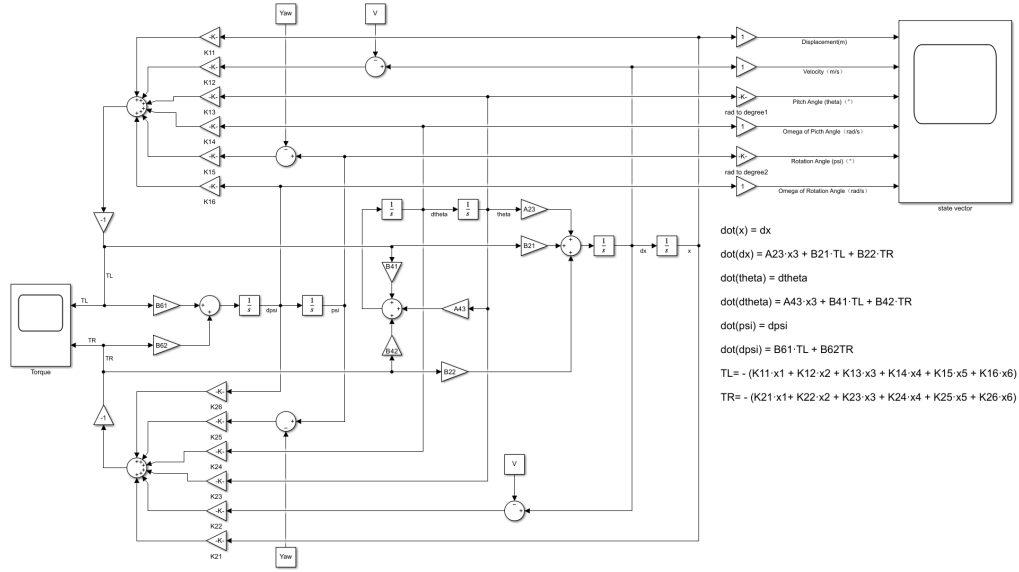 Yaw
V
-K-
K11
1
Displacement(m)
-K-
K12
1
Velocity（m/s）
-K-
K13
-K-
rad to degree1
Pitch Angle (theta)（°）
-K-
K14
1
Omega of Picth Angle（rad/s）
-K-
K15
-K-
rad to degree2
Rotation Angle (psi)（°）
-K-
K16
1
Omega of Rotation Angle（rad/s）
state vector
-1
1
s
dtheta
1
s
theta
A23
B21
1
s
dx
1
s
x
TL
B41
TL
B61
1
s
dpsi
1
s
psi
A43
TR
B62
TR
B42
B22
Torque
-1
-K-
K26
-K-
K25
-K-
K24
-K-
K23
V
-K-
K22
-K-
K21
Yaw
dot(x) = dx
dot(dx) = A23·x3 + B21·TL + B22·TR
dot(theta) = dtheta
dot(dtheta) = A43·x3 + B41·TL + B42·TR
dot(psi) = dpsi
dot(dpsi) = B61·TL + B62TR
TL= - (K11·x1 + K12·x2 + K13·x3 + K14·x4 + K15·x5 + K16·x6)
TR= - (K21·x1+ K22·x2 + K23·x3 + K24·x4 + K25·x5 + K26·x6)